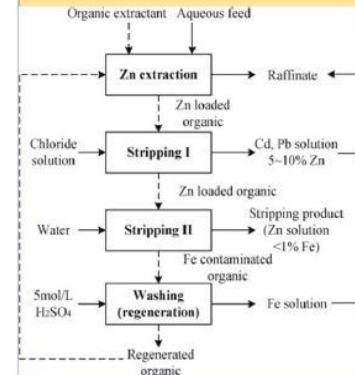 Organic extractant Aqueous feed
Zn extraction
Raffinate
Zn loaded
organic
Chloride
solution
Stripping I
Cd, Pb solution
5~10% Zn
Zn loaded organic
Water
Stripping II
Stripping product
(Zn solution
<1% Fe)
Fe contaminated
organic
5mol/L
H₂SO₄
Washing
(regeneration)
Fe solution
Regenerated
organic